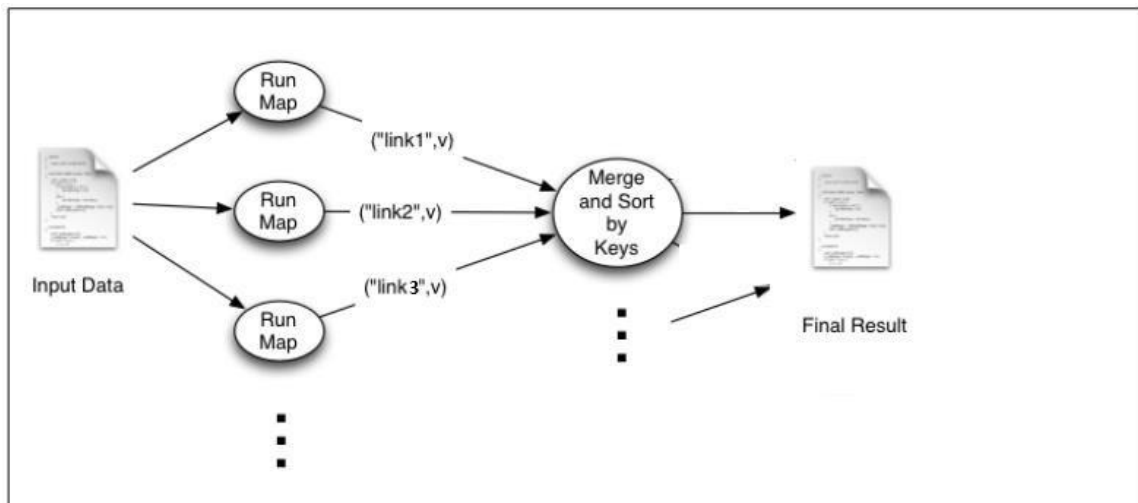 Run
Map
("link1",v)
Run
Map
("link2",v)
Merge
and Sort
by
Keys
Input Data
("link3",v)
Run
Map
Final Result